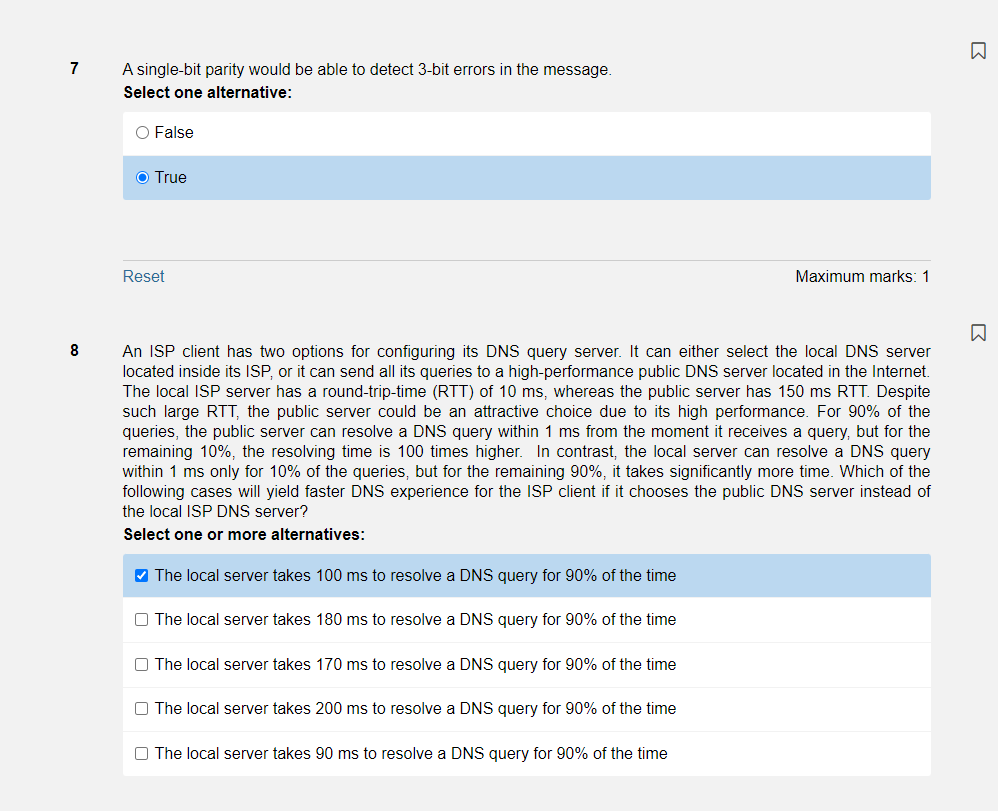 7 A single-bit parity would be able to detect 3-bit errors in the message.
Select one alternative:
False
True
Reset Maximum marks: 1
8 An ISP client has two options for configuring its DNS query server. It can either select the local DNS server
located inside its ISP, or it can send all its queries to a high-performance public DNS server located in the Internet.
The local ISP server has a round-trip-time (RTT) of 10 ms, whereas the public server has 150 ms RTT. Despite
such large RTT, the public server could be an attractive choice due to its high performance. For 90% of the
queries, the public server can resolve a DNS query within 1 ms from the moment it receives a query, but for the
remaining 10%, the resolving time is 100 times higher. In contrast, the local server can resolve a DNS query
within 1 ms only for 10% of the queries, but for the remaining 90%, it takes significantly more time. Which of the
following cases will yield faster DNS experience for the ISP client if it chooses the public DNS server instead of
the local ISP DNS server?
Select one or more alternatives:
The local server takes 100 ms to resolve a DNS query for 90% of the time
The local server takes 180 ms to resolve a DNS query for 90% of the time
The local server takes 170 ms to resolve a DNS query for 90% of the time
The local server takes 200 ms to resolve a DNS query for 90% of the time
The local server takes 90 ms to resolve a DNS query for 90% of the time